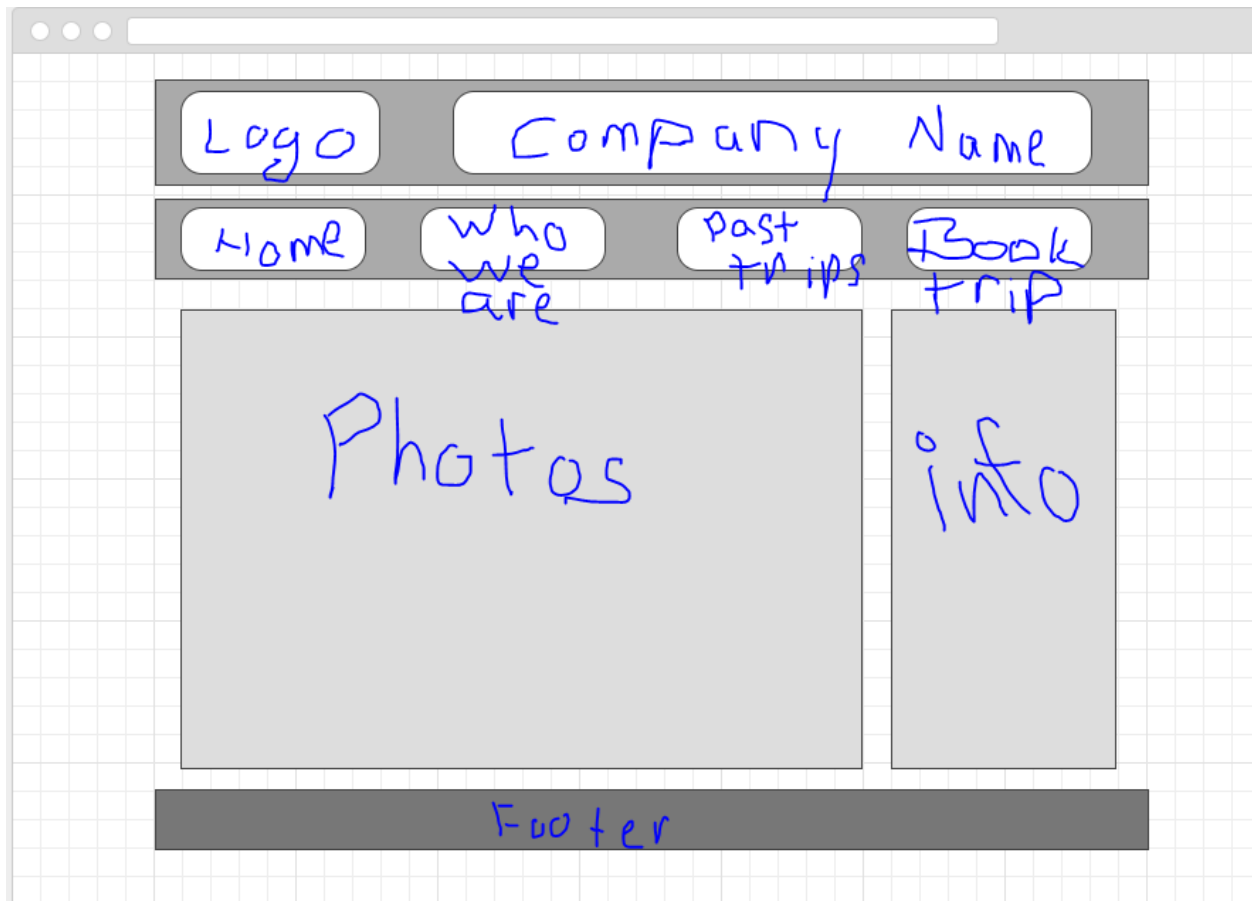 Logo
Company Name
Home
Who
we
are
past
trips
Book
trip
Photos
info
Footer